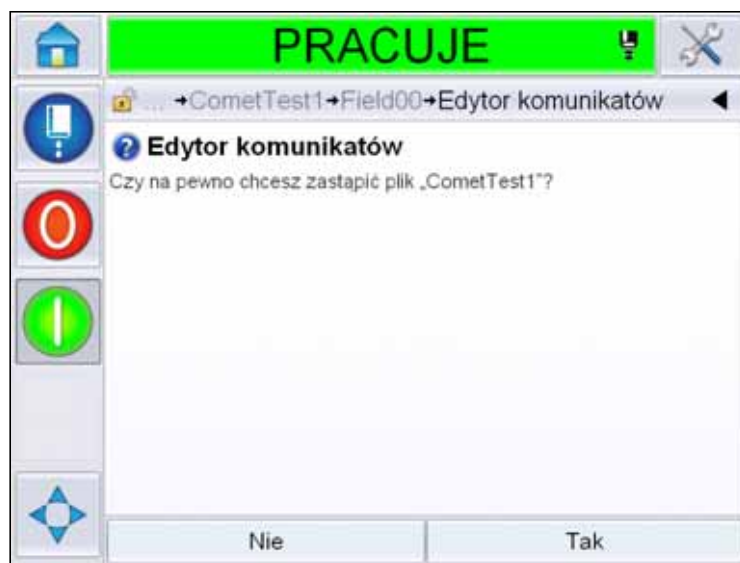 PRACUJE
... →CometTest1→Field00→Edytor komunikatów
Edytor komunikatów
Czy na pewno chcesz zastąpić plik „CometTest1”?
Nie
Tak